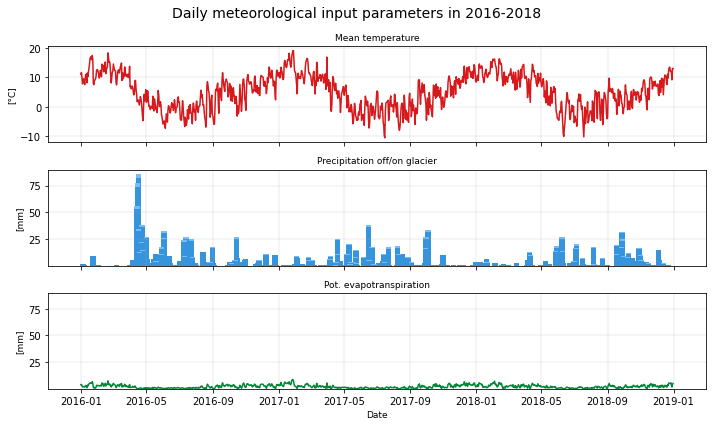 Daily meteorological input parameters in 2016-2018
Mean temperature
20
10
0
−10
[°C]
Precipitation off/on glacier
75
50
25
[mm]
Pot. evapotranspiration
75
50
25
[mm]
2016-01 2016-05 2016-09 2017-01 2017-05 2017-09 2018-01 2018-05 2018-09 2019-01
Date